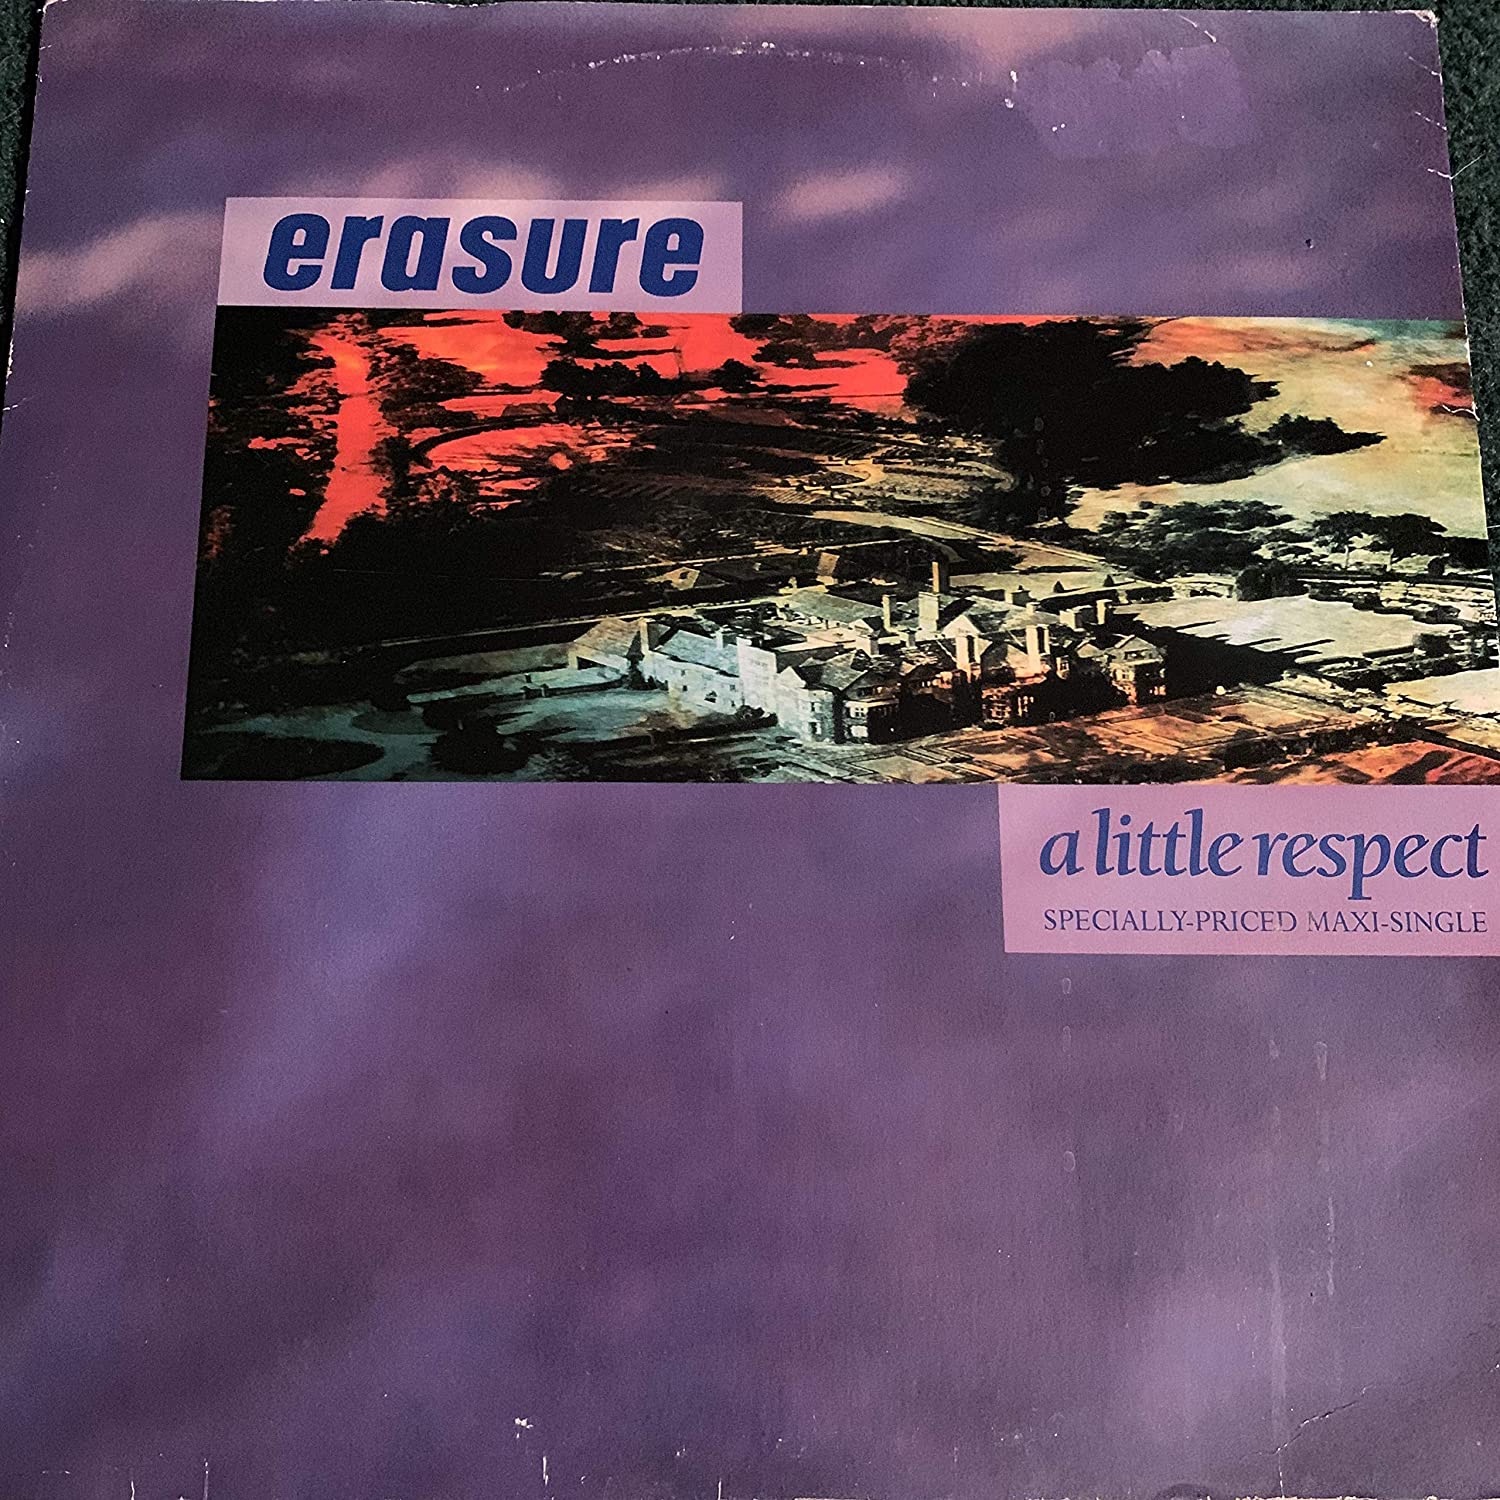 erasure
a little respect
SPECIALLY-PRICED MAXI-SINGLE